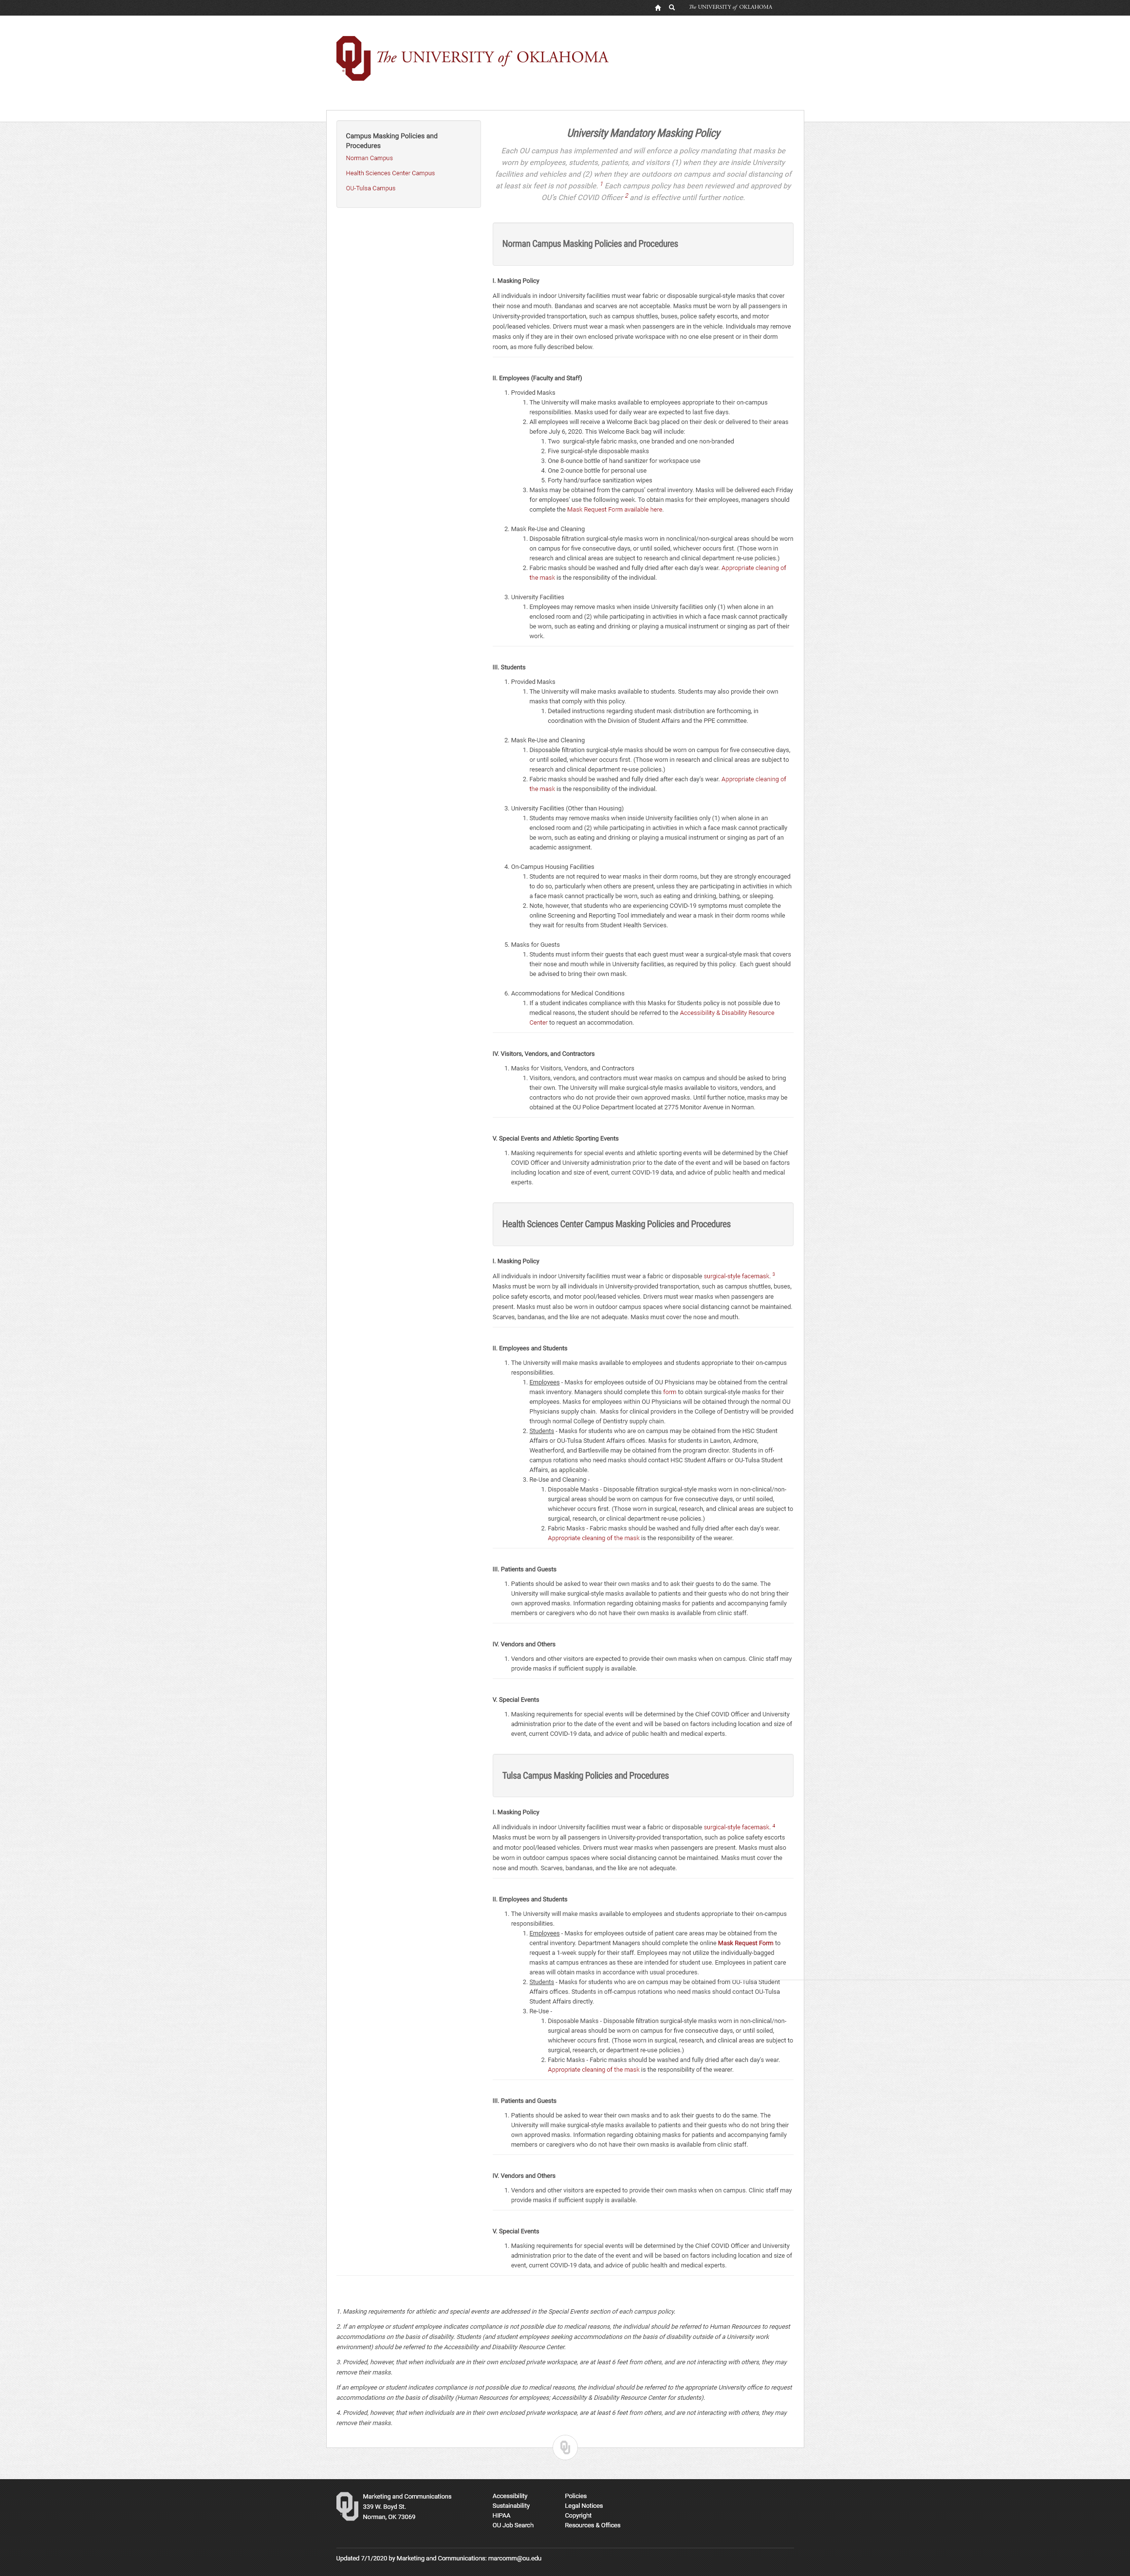 The UNIVERSITY of OKLAHOMA
OU The UNIVERSITY of OKLAHOMA
Campus Masking Policies and
Procedures
Norman Campus
Health Sciences Center Campus
OU-Tulsa Campus
University Mandatory Masking Policy
Each OU campus has implemented and will enforce a policy mandating that masks be
worn by employees, students, patients, and visitors (1) when they are inside University
facilities and vehicles and (2) when they are outdoors on campus and social distancing of
at least six feet is not possible. 1 Each campus policy has been reviewed and approved by
OU's Chief COVID Officer 2 and is effective until further notice.
Norman Campus Masking Policies and Procedures
I. Masking Policy
All individuals in indoor University facilities must wear fabric or disposable surgical-style masks that cover
their nose and mouth. Bandanas and scarves are not acceptable. Masks must be worn by all passengers in
University-provided transportation, such as campus shuttles, buses, police safety escorts, and motor
pool/leased vehicles. Drivers must wear a mask when passengers are in the vehicle. Individuals may remove
masks only if they are in their own enclosed private workspace with no one else present or in their dorm
room, as more fully described below.
II. Employees (Faculty and Staff)
1. Provided Masks
1. The University will make masks available to employees appropriate to their on-campus
responsibilities. Masks used for daily wear are expected to last five days.
2. All employees will receive a Welcome Back bag placed on their desk or delivered to their areas
before July 6, 2020. This Welcome Back bag will include:
1. Two surgical-style fabric masks, one branded and one non-branded
2. Five surgical-style disposable masks
3. One 8-ounce bottle of hand sanitizer for workspace use
4. One 2-ounce bottle for personal use
5. Forty hand/surface sanitization wipes
3. Masks may be obtained from the campus' central inventory. Masks will be delivered each Friday
for employees' use the following week. To obtain masks for their employees, managers should
complete the Mask Request Form available here.
2. Mask Re-Use and Cleaning
1. Disposable filtration surgical-style masks worn in nonclinical/non-surgical areas should be worn
on campus for five consecutive days, or until soiled, whichever occurs first. (Those worn in
research and clinical areas are subject to research and clinical department re-use policies.)
2. Fabric masks should be washed and fully dried after each day's wear. Appropriate cleaning of
the mask is the responsibility of the individual.
3. University Facilities
1. Employees may remove masks when inside University facilities only (1) when alone in an
enclosed room and (2) while participating in activities in which a face mask cannot practically
be worn, such as eating and drinking or playing a musical instrument or singing as part of their
work.
III. Students
1. Provided Masks
1. The University will make masks available to students. Students may also provide their own
masks that comply with this policy.
1. Detailed instructions regarding student mask distribution are forthcoming, in
coordination with the Division of Student Affairs and the PPE committee.
2. Mask Re-Use and Cleaning
1. Disposable filtration surgical-style masks should be worn on campus for five consecutive days,
or until soiled, whichever occurs first. (Those worn in research and clinical areas are subject to
research and clinical department re-use policies.)
2. Fabric masks should be washed and fully dried after each day's wear. Appropriate cleaning of
the mask is the responsibility of the individual.
3. University Facilities (Other than Housing)
1. Students may remove masks when inside University facilities only (1) when alone in an
enclosed room and (2) while participating in activities in which a face mask cannot practically
be worn, such as eating and drinking or playing a musical instrument or singing as part of an
academic assignment.
4. On-Campus Housing Facilities
1. Students are not required to wear masks in their dorm rooms, but they are strongly encouraged
to do so, particularly when others are present, unless they are participating in activities in which
a face mask cannot practically be worn, such as eating and drinking, bathing, or sleeping.
2. Note, however, that students who are experiencing COVID-19 symptoms must complete the
online Screening and Reporting Tool immediately and wear a mask in their dorm rooms while
they wait for results from Student Health Services.
5. Masks for Guests
1. Students must inform their guests that each guest must wear a surgical-style mask that covers
their nose and mouth while in University facilities, as required by this policy. Each guest should
be advised to bring their own mask.
6. Accommodations for Medical Conditions
1. If a student indicates compliance with this Masks for Students policy is not possible due to
medical reasons, the student should be referred to the Accessibility & Disability Resource
Center to request an accommodation.
IV. Visitors, Vendors, and Contractors
1. Masks for Visitors, Vendors, and Contractors
1. Visitors, vendors, and contractors must wear masks on campus and should be asked to bring
their own. The University will make surgical-style masks available to visitors, vendors, and
contractors who do not provide their own approved masks. Until further notice, masks may be
obtained at the OU Police Department located at 2775 Monitor Avenue in Norman.
V. Special Events and Athletic Sporting Events
1. Masking requirements for special events and athletic sporting events will be determined by the Chief
COVID Officer and University administration prior to the date of the event and will be based on factors
including location and size of event, current COVID-19 data, and advice of public health and medical
experts.
Health Sciences Center Campus Masking Policies and Procedures
I. Masking Policy
All individuals in indoor University facilities must wear a fabric or disposable surgical-style facemask. 3
Masks must be worn by all individuals in University-provided transportation, such as campus shuttles, buses,
police safety escorts, and motor pool/leased vehicles. Drivers must wear masks when passengers are
present. Masks must also be worn in outdoor campus spaces where social distancing cannot be maintained.
Scarves, bandanas, and the like are not adequate. Masks must cover the nose and mouth.
II. Employees and Students
1. The University will make masks available to employees and students appropriate to their on-campus
responsibilities.
1. Employees - Masks for employees outside of OU Physicians may be obtained from the central
mask inventory. Managers should complete this form to obtain surgical-style masks for their
employees. Masks for employees within OU Physicians will be obtained through the normal OU
Physicians supply chain. Masks for clinical providers in the College of Dentistry will be provided
through normal College of Dentistry supply chain.
2. Students - Masks for students who are on campus may be obtained from the HSC Student
Affairs or OU-Tulsa Student Affairs offices. Masks for students in Lawton, Ardmore,
Weatherford, and Bartlesville may be obtained from the program director. Students in off-
campus rotations who need masks should contact HSC Student Affairs or OU-Tulsa Student
Affairs, as applicable.
3. Re-Use and Cleaning -
1. Disposable Masks - Disposable filtration surgical-style masks worn in non-clinical/non-
surgical areas should be worn on campus for five consecutive days, or until soiled,
whichever occurs first. (Those worn in surgical, research, and clinical areas are subject to
surgical, research, or clinical department re-use policies.)
2. Fabric Masks - Fabric masks should be washed and fully dried after each day's wear.
Appropriate cleaning of the mask is the responsibility of the wearer.
III. Patients and Guests
1. Patients should be asked to wear their own masks and to ask their guests to do the same. The
University will make surgical-style masks available to patients and their guests who do not bring their
own approved masks. Information regarding obtaining masks for patients and accompanying family
members or caregivers who do not have their own masks is available from clinic staff.
IV. Vendors and Others
1. Vendors and other visitors are expected to provide their own masks when on campus. Clinic staff may
provide masks if sufficient supply is available.
V. Special Events
1. Masking requirements for special events will be determined by the Chief COVID Officer and University
administration prior to the date of the event and will be based on factors including location and size of
event, current COVID-19 data, and advice of public health and medical experts.
Tulsa Campus Masking Policies and Procedures
I. Masking Policy
All individuals in indoor University facilities must wear a fabric or disposable surgical-style facemask. 4
Masks must be worn by all passengers in University-provided transportation, such as police safety escorts
and motor pool/leased vehicles. Drivers must wear masks when passengers are present. Masks must also
be worn in outdoor campus spaces where social distancing cannot be maintained. Masks must cover the
nose and mouth. Scarves, bandanas, and the like are not adequate.
II. Employees and Students
1. The University will make masks available to employees and students appropriate to their on-campus
responsibilities.
1. Employees - Masks for employees outside of patient care areas may be obtained from the
central inventory. Department Managers should complete the online Mask Request Form to
request a 1-week supply for their staff. Employees may not utilize the individually-bagged
masks at campus entrances as these are intended for student use. Employees in patient care
areas will obtain masks in accordance with usual procedures.
2. Students - Masks for students who are on campus may be obtained from OU-Tulsa Student
Affairs offices. Students in off-campus rotations who need masks should contact OU-Tulsa
Student Affairs directly.
3. Re-Use -
1. Disposable Masks - Disposable filtration surgical-style masks worn in non-clinical/non-
surgical areas should be worn on campus for five consecutive days, or until soiled,
whichever occurs first. (Those worn in surgical, research, and clinical areas are subject to
surgical, research, or department re-use policies.)
2. Fabric Masks - Fabric masks should be washed and fully dried after each day's wear.
Appropriate cleaning of the mask is the responsibility of the wearer.
III. Patients and Guests
1. Patients should be asked to wear their own masks and to ask their guests to do the same. The
University will make surgical-style masks available to patients and their guests who do not bring their
own approved masks. Information regarding obtaining masks for patients and accompanying family
members or caregivers who do not have their own masks is available from clinic staff.
IV. Vendors and Others
1. Vendors and other visitors are expected to provide their own masks when on campus. Clinic staff may
provide masks if sufficient supply is available.
V. Special Events
1. Masking requirements for special events will be determined by the Chief COVID Officer and University
administration prior to the date of the event and will be based on factors including location and size of
event, current COVID-19 data, and advice of public health and medical experts.
1. Masking requirements for athletic and special events are addressed in the Special Events section of each campus policy.
2. If an employee or student employee indicates compliance is not possible due to medical reasons, the individual should be referred to Human Resources to request
accommodations on the basis of disability. Students (and student employees seeking accommodations on the basis of disability outside of a University work
environment) should be referred to the Accessibility and Disability Resource Center.
3. Provided, however, that when individuals are in their own enclosed private workspace, are at least 6 feet from others, and are not interacting with others, they may
remove their masks.
If an employee or student indicates compliance is not possible due to medical reasons, the individual should be referred to the appropriate University office to request
accommodations on the basis of disability (Human Resources for employees; Accessibility & Disability Resource Center for students).
4. Provided, however, that when individuals are in their own enclosed private workspace, are at least 6 feet from others, and are not interacting with others, they may
remove their masks.
OU
OU
Marketing and Communications
339 W. Boyd St.
Norman, OK 73069
Accessibility
Sustainability
HIPAA
OU Job Search
Policies
Legal Notices
Copyright
Resources & Offices
Updated 7/1/2020 by Marketing and Communications: marcomm@ou.edu